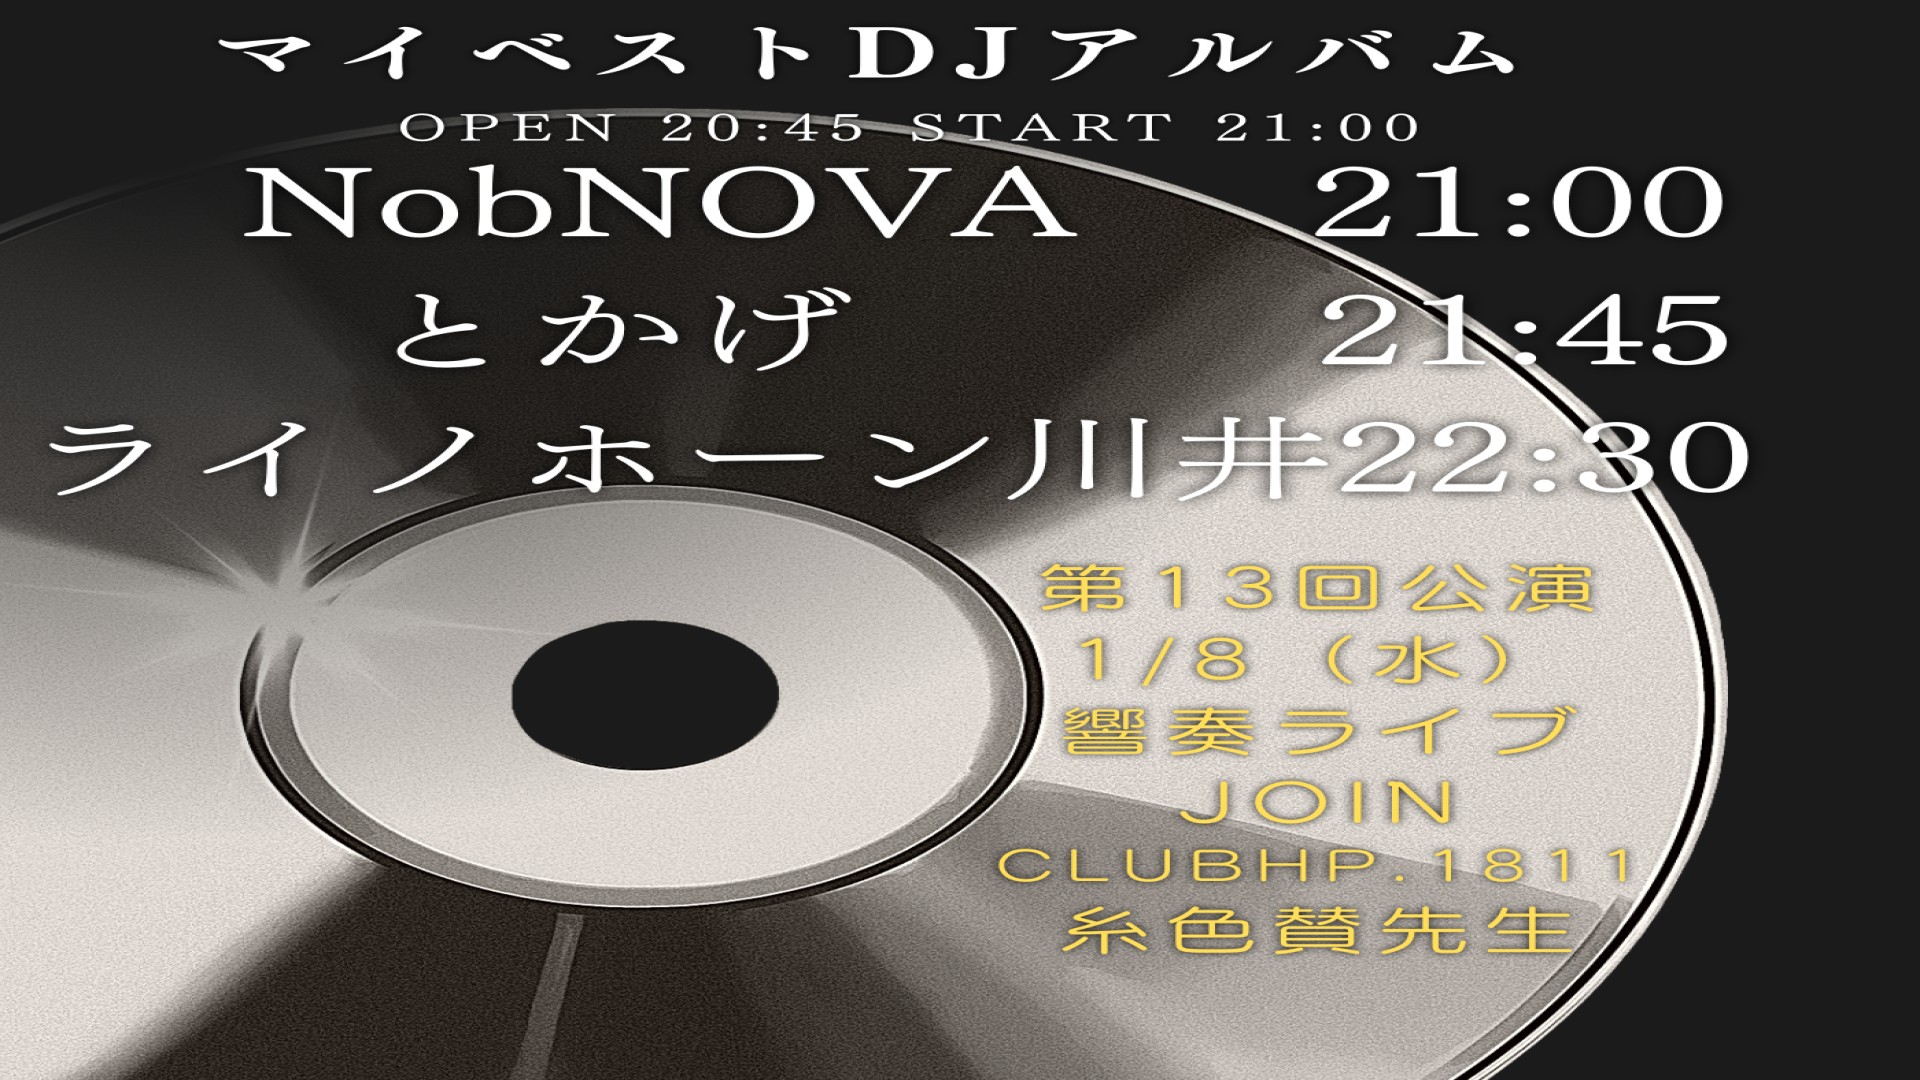 マイベストDJアルバム
OPEN 20:45 START 21:00
NobNOVA 21:00
とかげ 21:45
ライノホーン川井22:30
第13回公演
1/8（水）
響奏ライブ
JOIN
CLUBHP.1811
糸色賛先生